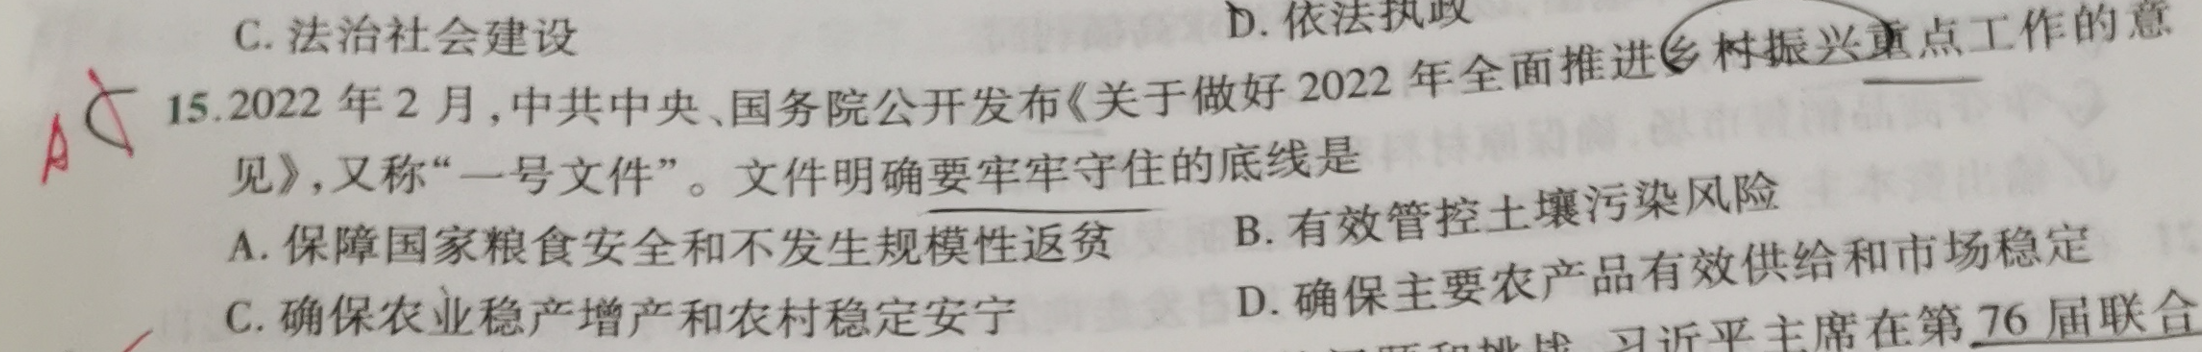 C. 法治社会建设
D. 依法执政
A C
15.2022 年 2 月,中共中央、国务院公开发布《关于做好 2022 年全面推进乡村振兴重点工作的意
见》,又称“一号文件”。文件明确要牢牢守住的底线是
A. 保障国家粮食安全和不发生规模性返贫
B. 有效管控土壤污染风险
C. 确保农业稳产增产和农村稳定安宁
D. 确保主要农产品有效供给和市场稳定
习近平主席在第 76 届联合